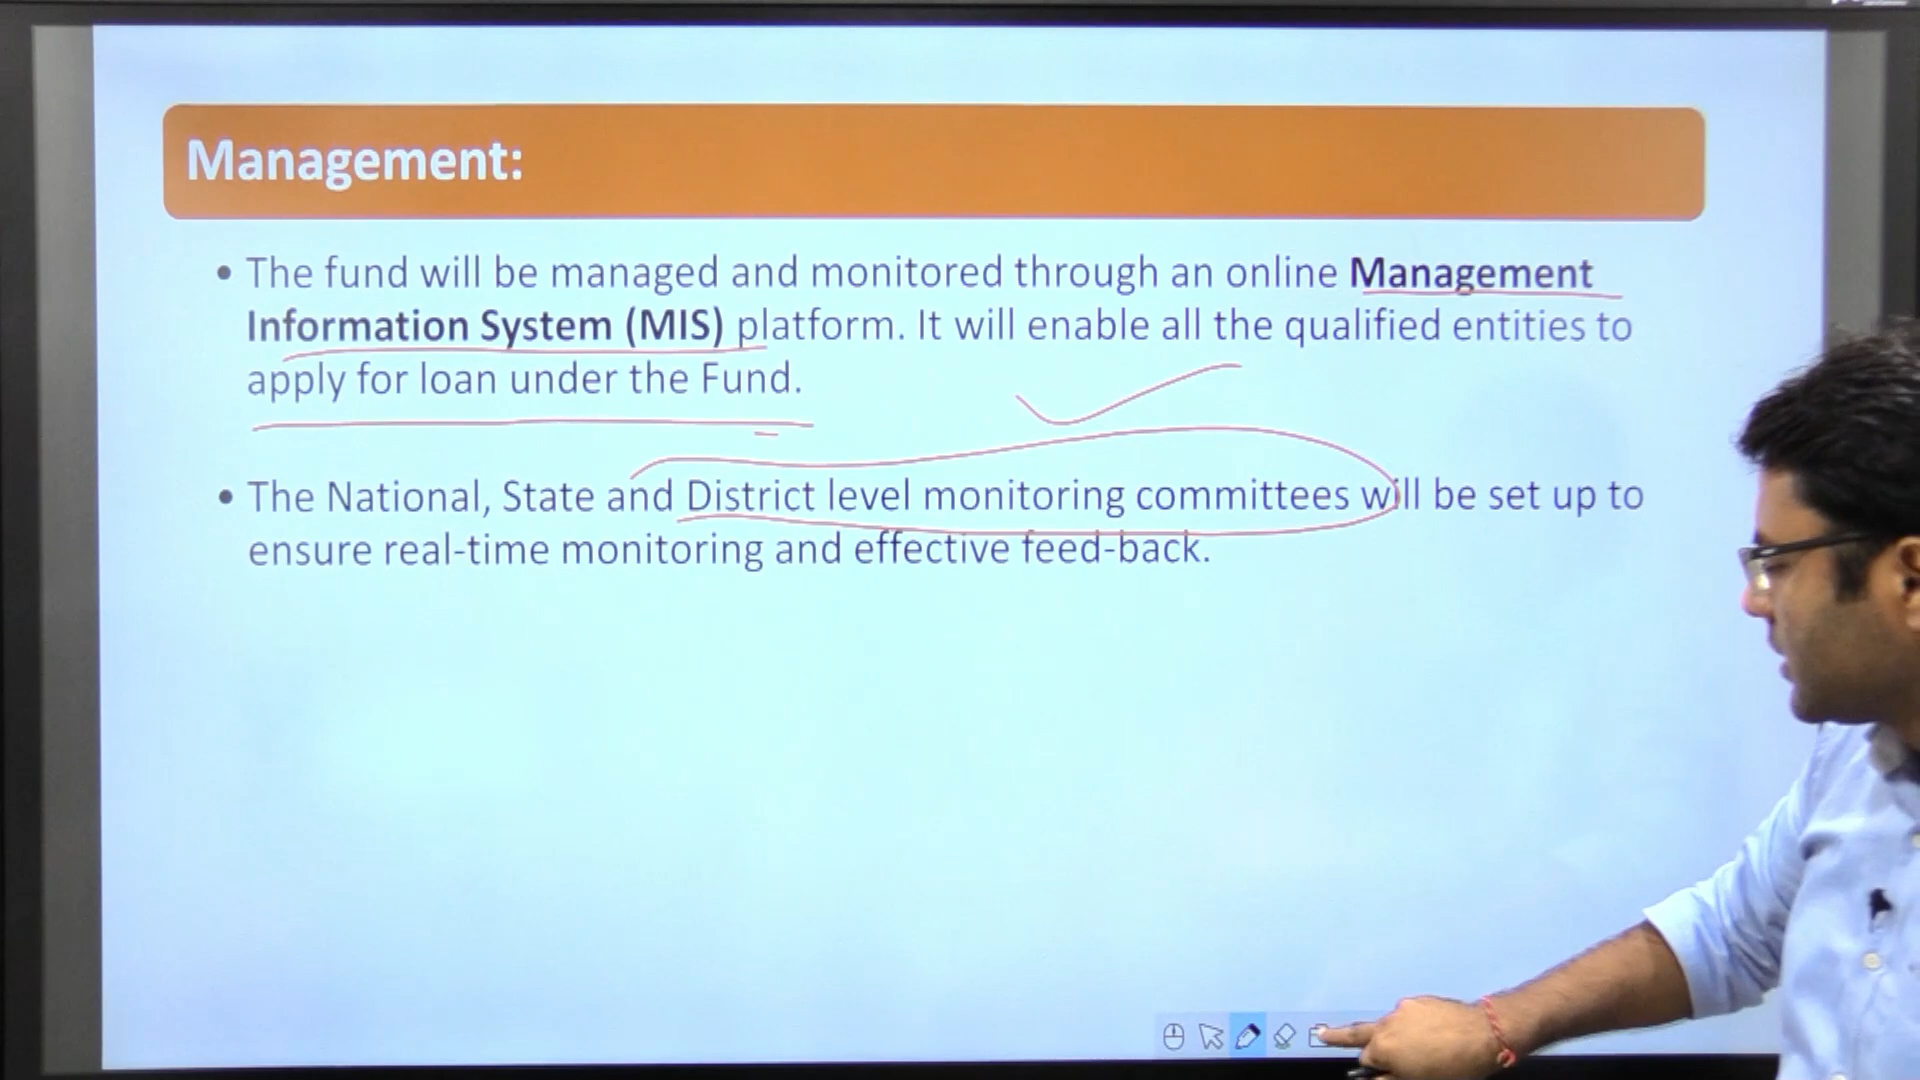 Management:
• The fund will be managed and monitored through an online Management
Information System (MIS) platform. It will enable all the qualified entities to
apply for loan under the Fund.
• The National, State and District level monitoring committees will be set up to
ensure real-time monitoring and effective feed-back.